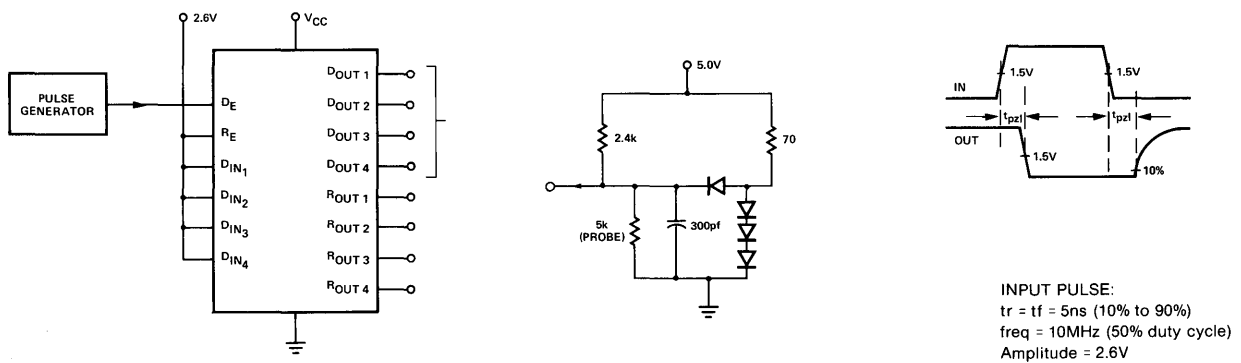 2.6V
VCC
PULSE
GENERATOR
DE
RE
DIN1
DIN2
DIN3
DIN4
DOUT 1
DOUT 2
DOUT 3
DOUT 4
ROUT 1
ROUT 2
ROUT 3
ROUT 4
5.0V
2.4k
70
5k
(PROBE)
300pf
IN
1.5V
1.5V
tpzl
tpzl
OUT
1.5V
10%
INPUT PULSE:
tr = tf = 5ns (10% to 90%)
freq = 10MHz (50% duty cycle)
Amplitude = 2.6V